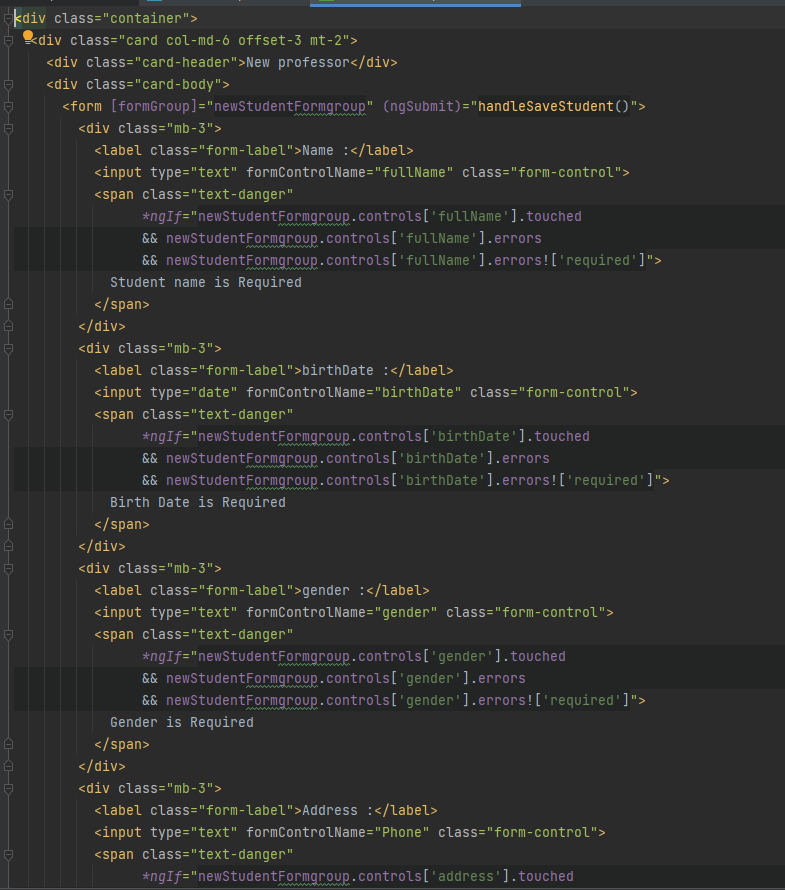 <div class="container">
<div class="card col-md-6 offset-3 mt-2">
<div class="card-header">New professor</div>
<div class="card-body">
<form [formGroup]="newStudentFormgroup" (ngSubmit)="handleSaveStudent()">
<div class="mb-3">
<label class="form-label">Name :</label>
<input type="text" formControlName="fullName" class="form-control">
<span class="text-danger"
*ngIf="newStudentFormgroup.controls['fullName'].touched
&& newStudentFormgroup.controls['fullName'].errors
&& newStudentFormgroup.controls['fullName'].errors!['required']">
Student name is Required
</span>
</div>
<div class="mb-3">
<label class="form-label">birthDate :</label>
<input type="date" formControlName="birthDate" class="form-control">
<span class="text-danger"
*ngIf="newStudentFormgroup.controls['birthDate'].touched
&& newStudentFormgroup.controls['birthDate'].errors
&& newStudentFormgroup.controls['birthDate'].errors!['required']">
Birth Date is Required
</span>
</div>
<div class="mb-3">
<label class="form-label">gender :</label>
<input type="text" formControlName="gender" class="form-control">
<span class="text-danger"
*ngIf="newStudentFormgroup.controls['gender'].touched
&& newStudentFormgroup.controls['gender'].errors
&& newStudentFormgroup.controls['gender'].errors!['required']">
Gender is Required
</span>
</div>
<div class="mb-3">
<label class="form-label">Address :</label>
<input type="text" formControlName="Phone" class="form-control">
<span class="text-danger"
*ngIf="newStudentFormgroup.controls['address'].touched